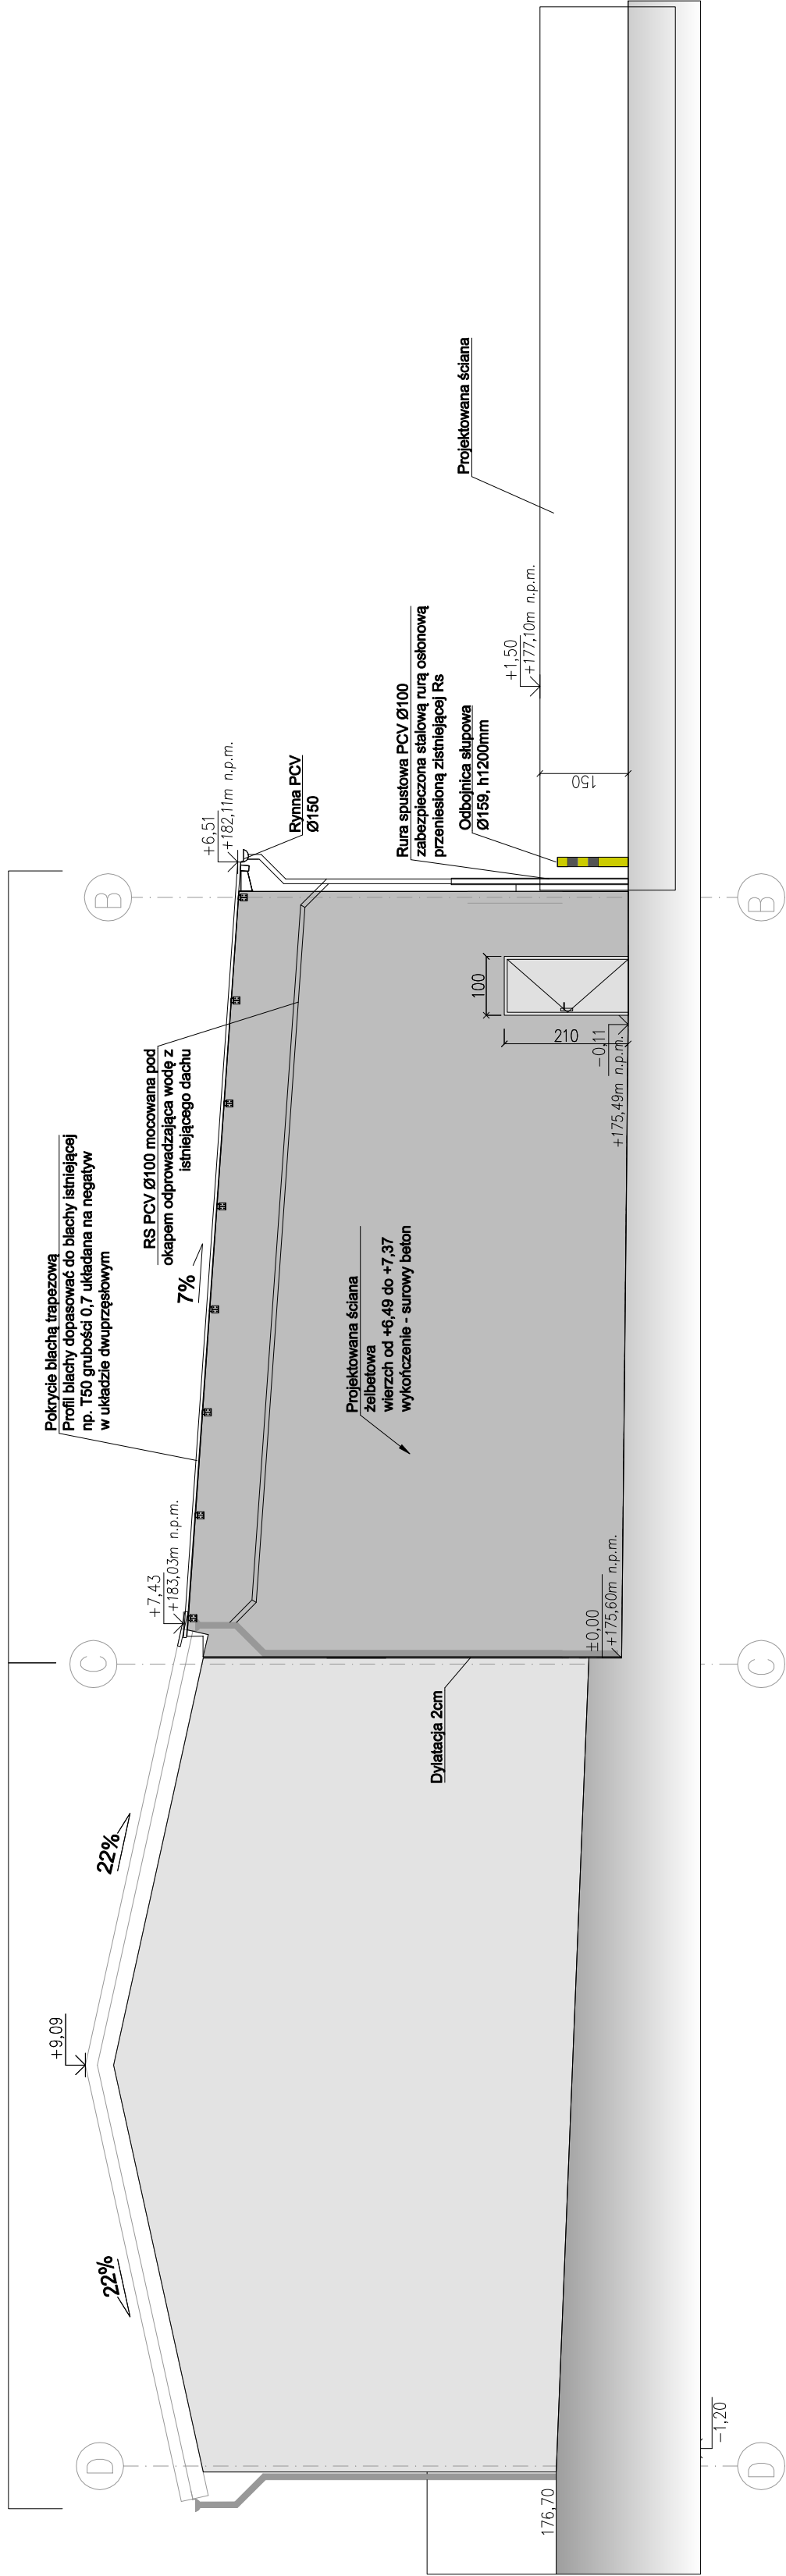 22%
+9,09
22%
D
176,70
-1,20
D
Pokrycie blachą trapezową
Profil blachy dopasować do blachy istniejącej
np. T50 grubości 0,7 układana na negatyw
w układzie dwuprzęsłowym
+7,43
+183,03m n.p.m.
C
7%
RS PCV Ø100 mocowana pod
okapem odprowadzająca wodę z
istniejącego dachu
B
+6,51
+182,11m n.p.m.
Rynna PCV
Ø150
Projektowana ściana
żelbetowa
wierzch od +6,49 do +7,37
wykończenie - surowy beton
Dylatacja 2cm
±0,00
+175,60m n.p.m.
C
100
210
-0,11
+175,49m n.p.m.
Rura spustowa PCV Ø100
zabezpieczona stalową rurą osłonową
przeniesioną zistniejącej Rs
Odbojnica słupowa
Ø159, h1200mm
+1,50
+177,10m n.p.m.
150
Projektowana ściana
B